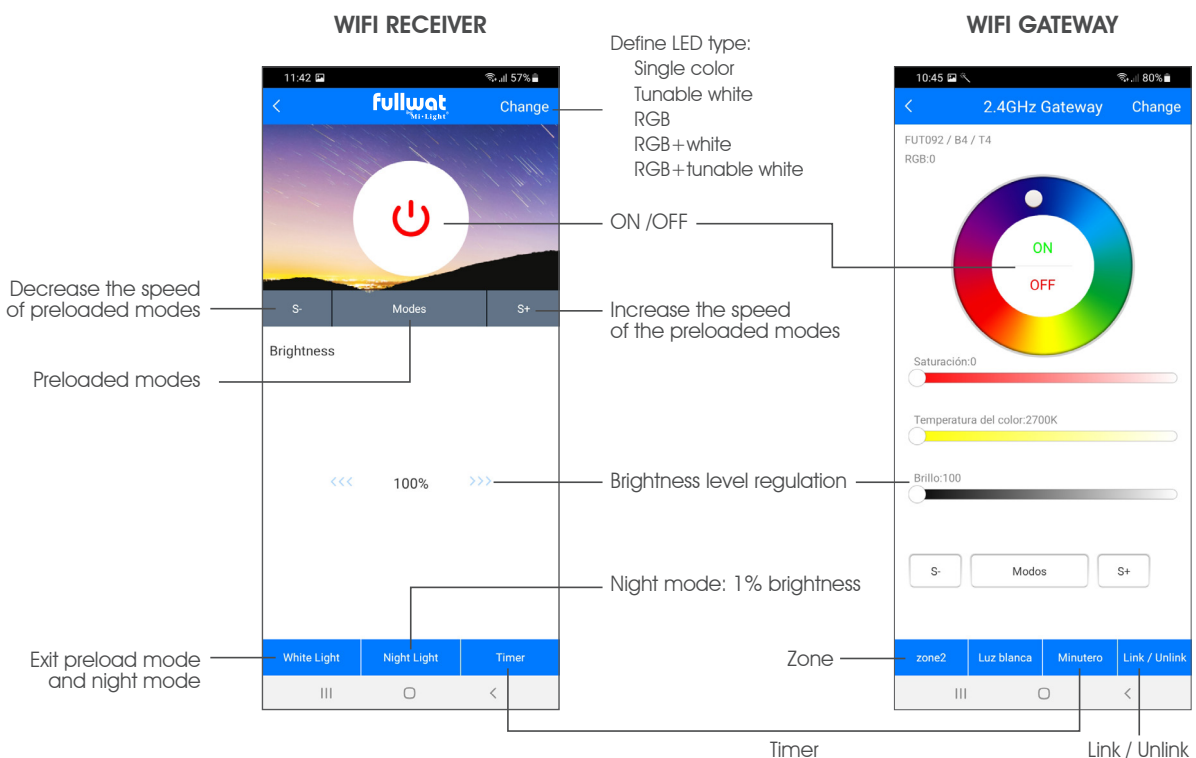 WIFI RECEIVER
WIFI GATEWAY
Define LED type:
Single color
Tunable white
RGB
RGB+white
RGB+tunable white
11:42
57%
fullwat
by Mi·Light
Change
ON /OFF
Decrease the speed
of preloaded modes
S-
Modes
S+
Increase the speed
of the preloaded modes
Brightness
Preloaded modes
100%
Brightness level regulation
Night mode: 1% brightness
Exit preload mode
and night mode
White Light
Night Light
Timer
10:45
80%
2.4GHz Gateway
Change
FUT092 / B4 / T4
RGB:0
ON
OFF
Saturación:0
Temperatura del color:2700K
Brillo:100
S-
Modos
S+
Zone
zone2
Luz blanca
Minutero
Link / Unlink
Timer
Link / Unlink